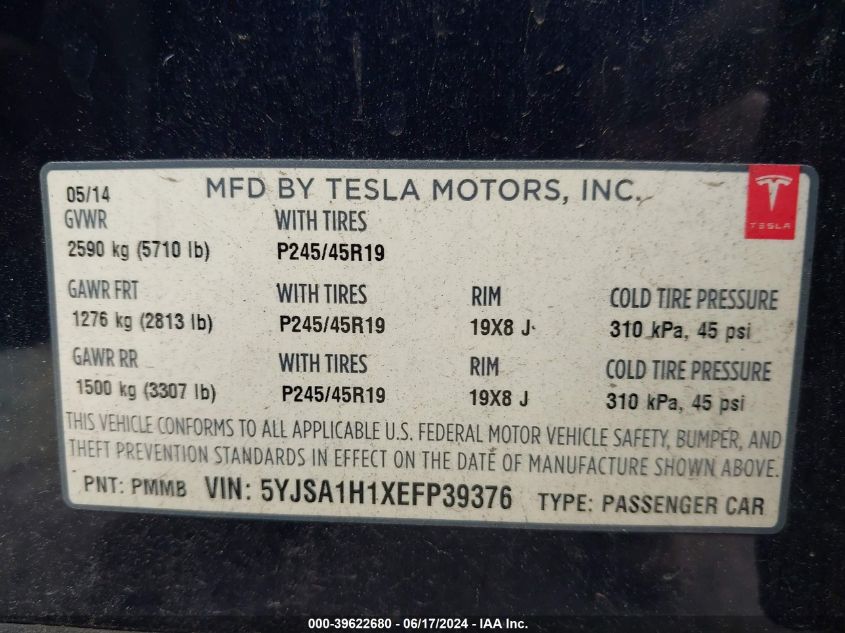 05/14 MFD BY TESLA MOTORS, INC.
TESLA
GVWR WITH TIRES
2590 kg (5710 lb) P245/45R19
GAWR FRT WITH TIRES RIM COLD TIRE PRESSURE
1276 kg (2813 lb) P245/45R19 19X8 J 310 kPa, 45 psi
GAWR RR WITH TIRES RIM COLD TIRE PRESSURE
1500 kg (3307 lb) P245/45R19 19X8 J 310 kPa, 45 psi
THIS VEHICLE CONFORMS TO ALL APPLICABLE U.S. FEDERAL MOTOR VEHICLE SAFETY, BUMPER, AND
THEFT PREVENTION STANDARDS IN EFFECT ON THE DATE OF MANUFACTURE SHOWN ABOVE.
PNT: PMMB VIN: 5YJSA1H1XEFP39376 TYPE: PASSENGER CAR
000-39622680 - 06/17/2024 - IAA Inc.